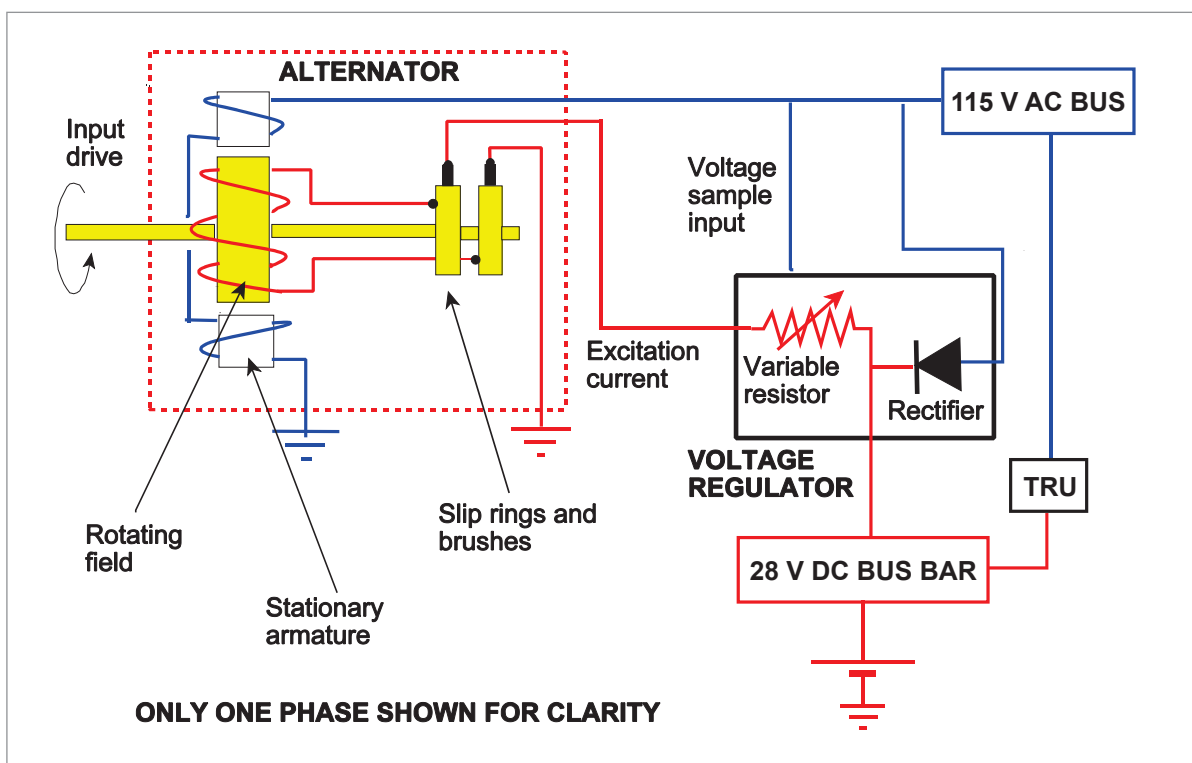 ALTERNATOR
115 V AC BUS
Input
drive
Voltage
sample
input
Excitation
current
Variable
resistor
Rectifier
VOLTAGE
REGULATOR
TRU
Slip rings and
brushes
Rotating
field
28 V DC BUS BAR
Stationary
armature
ONLY ONE PHASE SHOWN FOR CLARITY